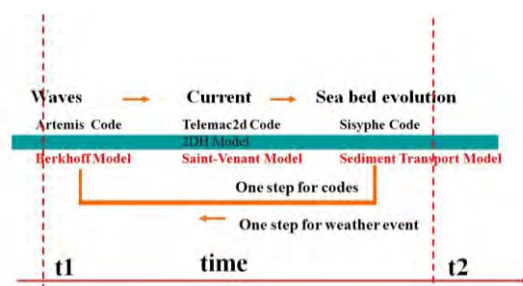 Waves → Current → Sea bed evolution
Artemis Code Telemac2d Code Sisyphe Code
2DH Model
Berkhoff Model Saint-Venant Model Sediment Transport Model
One step for codes
← One step for weather event
t1 time t2